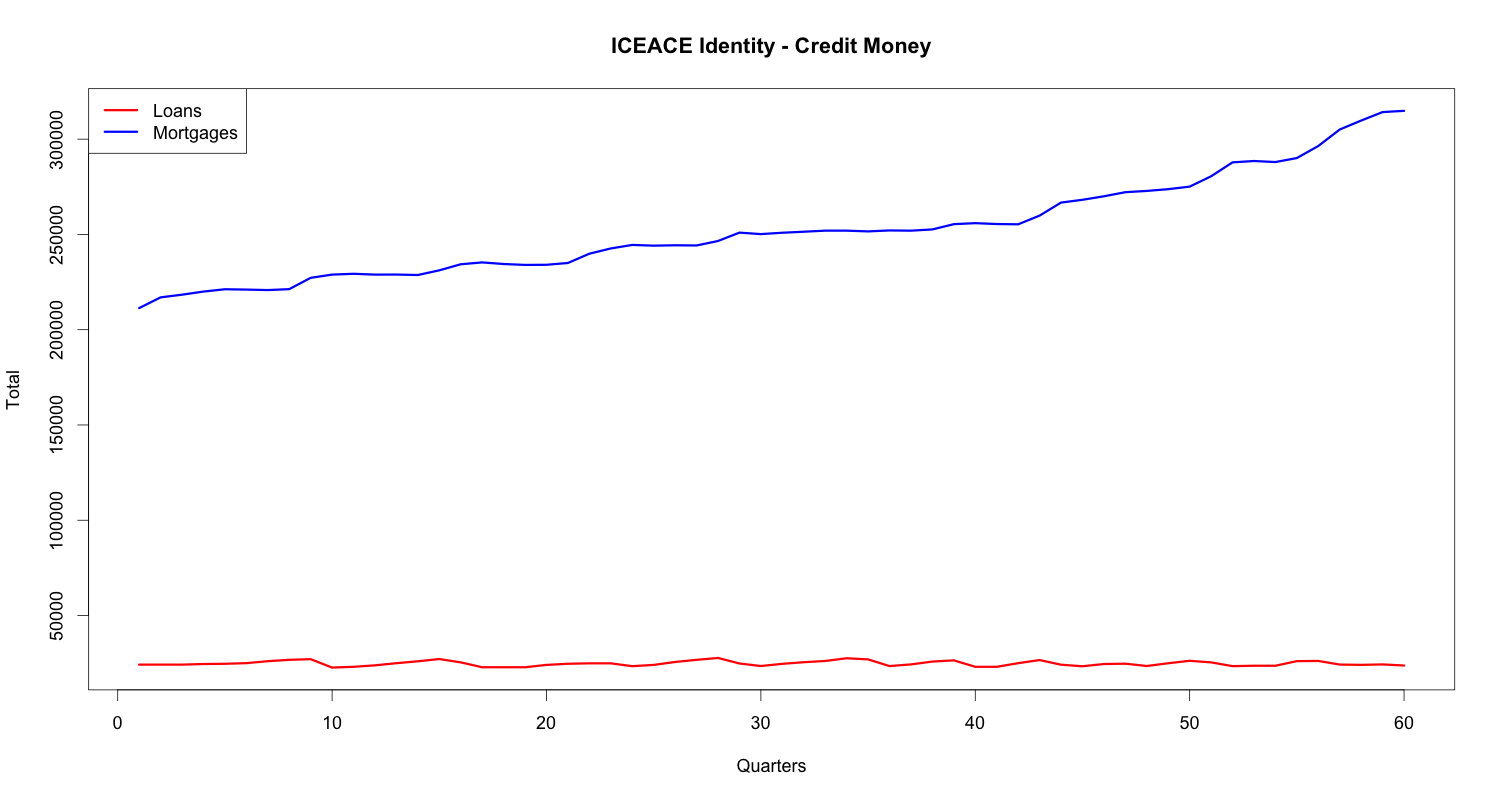 ICEACE Identity - Credit Money
Loans
Mortgages
300000
250000
200000
150000
100000
50000
Total
0 10 20 30 40 50 60
Quarters